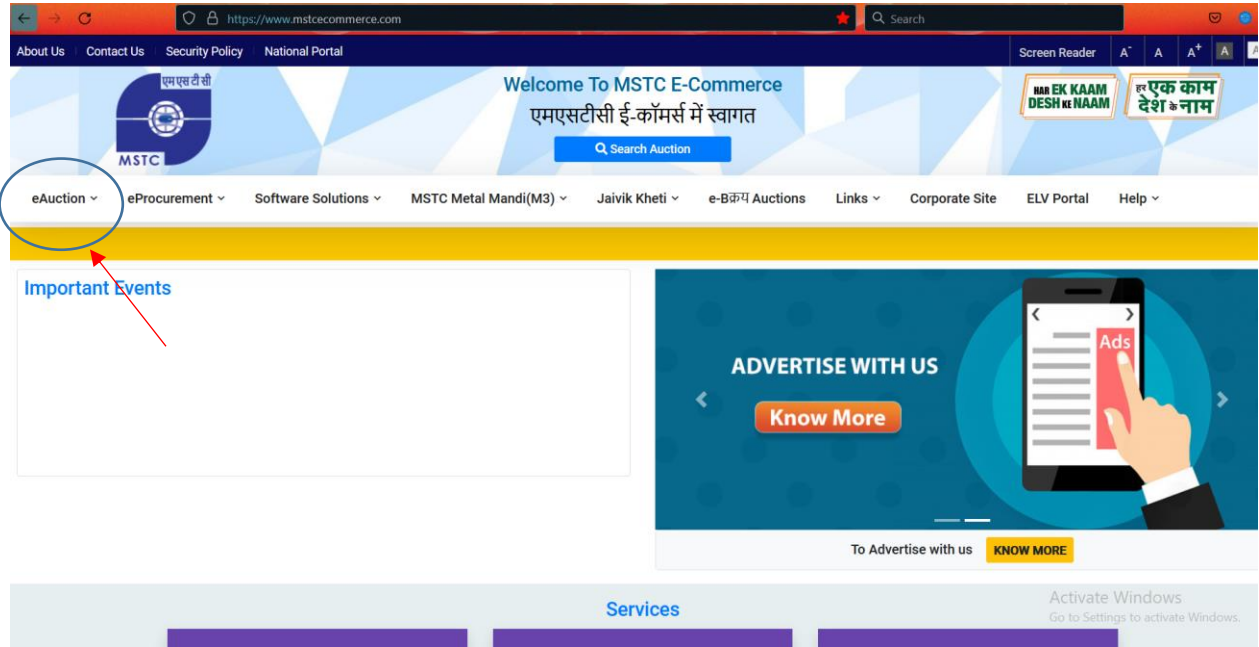 https://www.mstcecommerce.com
Search
About Us Contact Us Security Policy National Portal
Screen Reader A- A A+ A A
एम एस टी सी
MSTC
Welcome To MSTC E-Commerce
एमएसटीसी ई-कॉमर्स में स्वागत
Search Auction
HAR EK KAAM
DESH KE NAAM
हर एक काम
देश के नाम
eAuction eProcurement Software Solutions MSTC Metal Mandi(M3) Jaivik Kheti e-Bक्रय Auctions Links Corporate Site ELV Portal Help
Important Events
ADVERTISE WITH US
Know More
Ads
To Advertise with us KNOW MORE
Services
Activate Windows
Go to Settings to activate Windows.